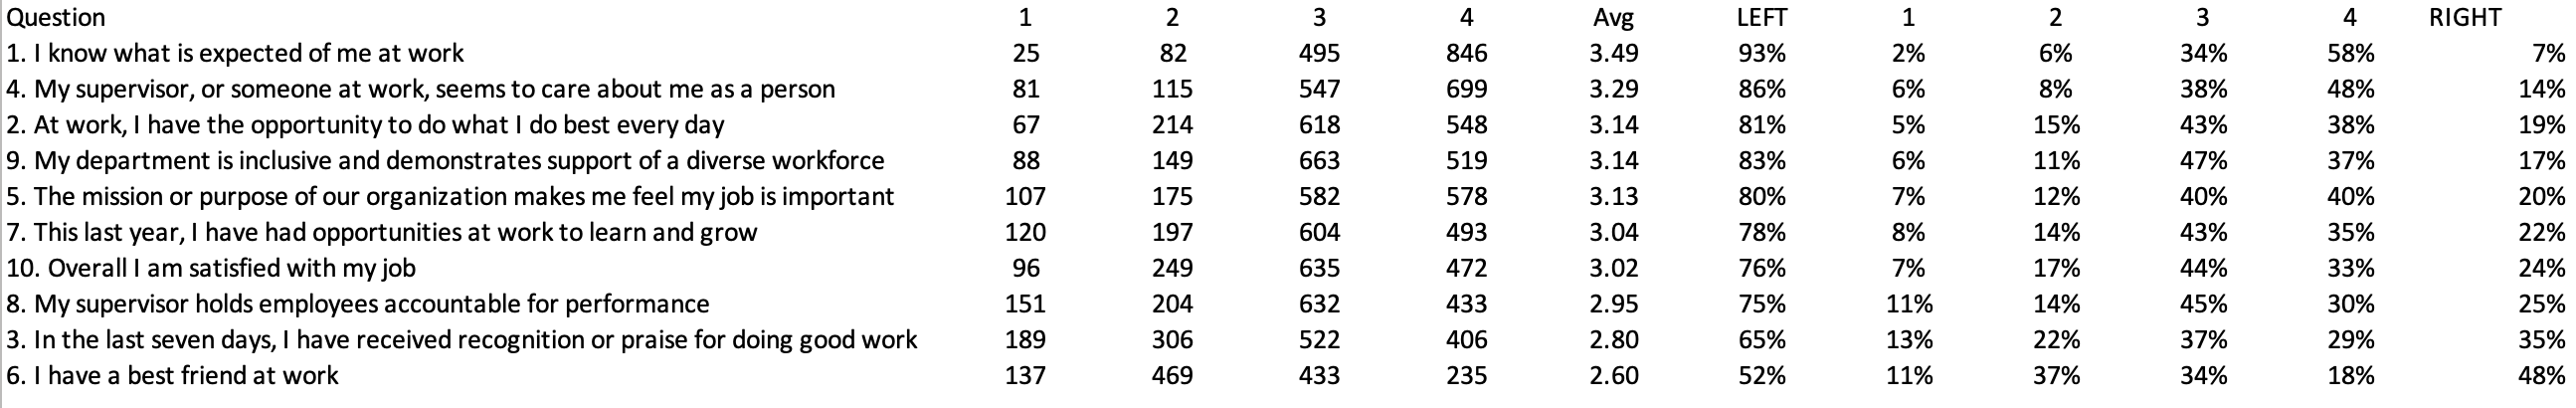 Question 1 2 3 4 Avg LEFT 1 2 3 4 RIGHT
1. I know what is expected of me at work 25 82 495 846 3.49 93% 2% 6% 34% 58% 7%
4. My supervisor, or someone at work, seems to care about me as a person 81 115 547 699 3.29 86% 6% 8% 38% 48% 14%
2. At work, I have the opportunity to do what I do best every day 67 214 618 548 3.14 81% 5% 15% 43% 38% 19%
9. My department is inclusive and demonstrates support of a diverse workforce 88 149 663 519 3.14 83% 6% 11% 47% 37% 17%
5. The mission or purpose of our organization makes me feel my job is important 107 175 582 578 3.13 80% 7% 12% 40% 40% 20%
7. This last year, I have had opportunities at work to learn and grow 120 197 604 493 3.04 78% 8% 14% 43% 35% 22%
10. Overall I am satisfied with my job 96 249 635 472 3.02 76% 7% 17% 44% 33% 24%
8. My supervisor holds employees accountable for performance 151 204 632 433 2.95 75% 11% 14% 45% 30% 25%
3. In the last seven days, I have received recognition or praise for doing good work 189 306 522 406 2.80 65% 13% 22% 37% 29% 35%
6. I have a best friend at work 137 469 433 235 2.60 52% 11% 37% 34% 18% 48%